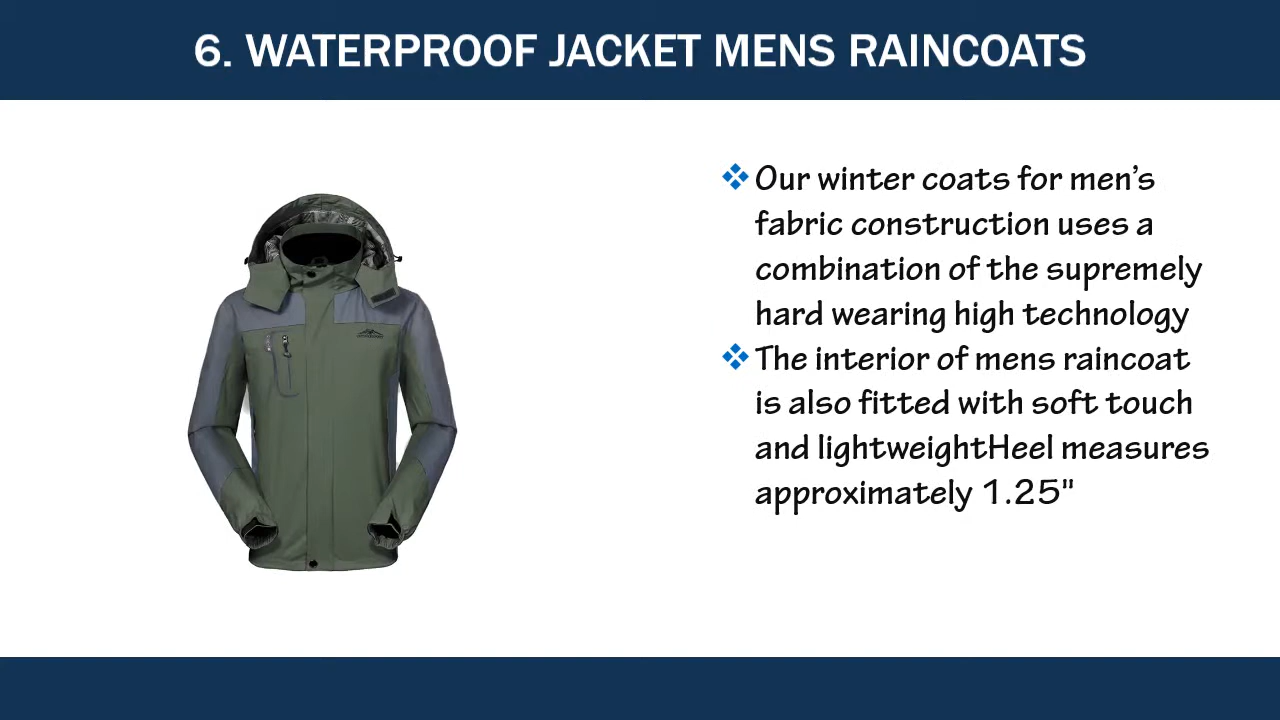 6. WATERPROOF JACKET MENS RAINCOATS
Our winter coats for men’s
fabric construction uses a
combination of the supremely
hard wearing high technology
The interior of mens raincoat
is also fitted with soft touch
and lightweightHeel measures
approximately 1.25"